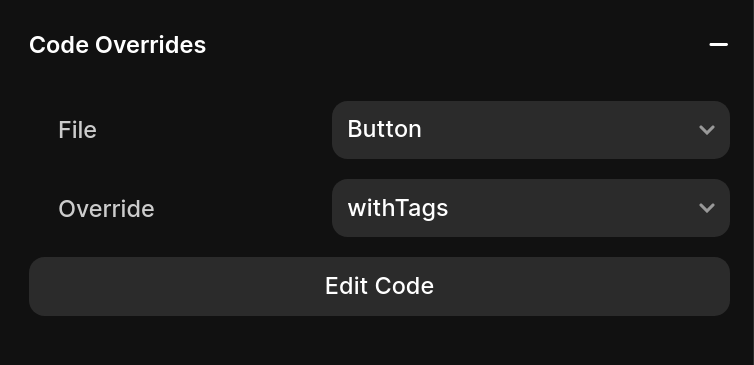 Code Overrides
File
Button
Override
withTags
Edit Code